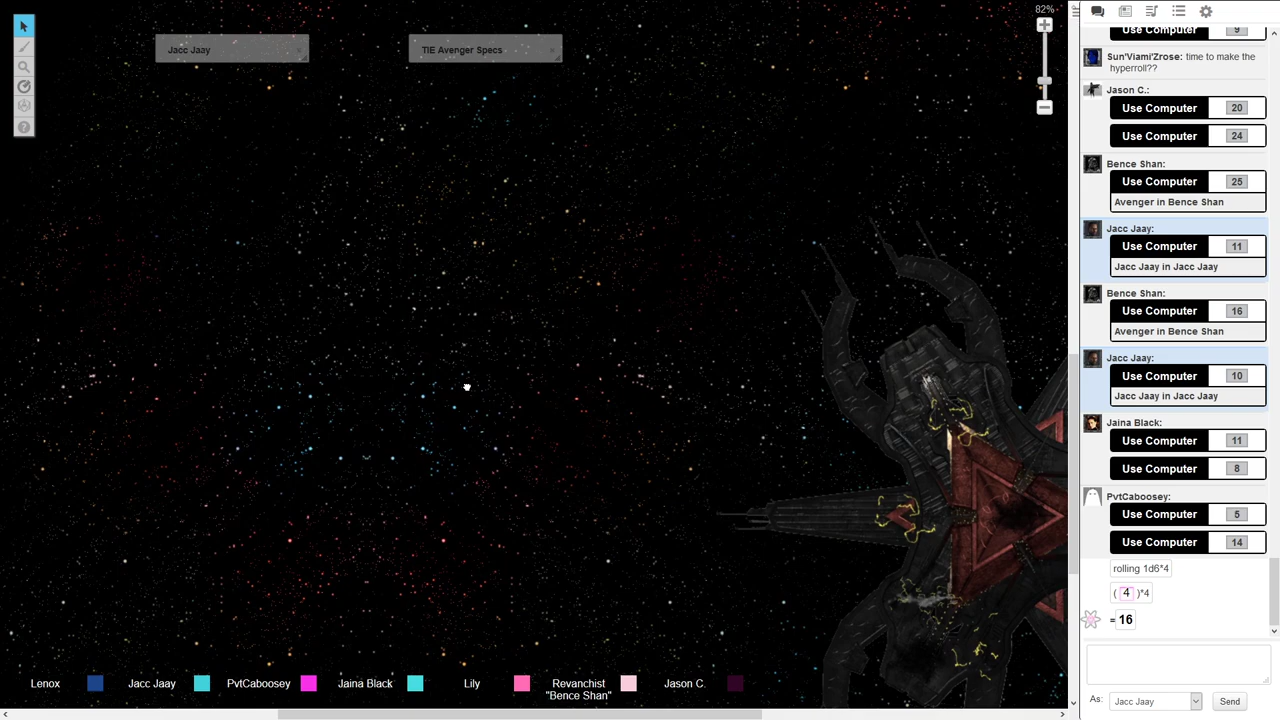 82%
Jacc Jaay
TIE Avenger Specs
9
Sun'Viami'Zrose: time to make the
hyperroll??
Jason C.:
Use Computer 20
Use Computer 24
Bence Shan:
Use Computer 25
Avenger in Bence Shan
Jacc Jaay:
Use Computer 11
Jacc Jaay in Jacc Jaay
Bence Shan:
Use Computer 16
Avenger in Bence Shan
Jacc Jaay:
Use Computer 10
Jacc Jaay in Jacc Jaay
Jaina Black:
Use Computer 11
Use Computer 8
PvtCaboosey:
Use Computer 5
Use Computer 14
rolling 1d6*4
( 4 )*4
= 16
As: Jacc Jaay Send
Lenox Jacc Jaay PvtCaboosey Jaina Black Lily Revanchist Jason C.
"Bence Shan"